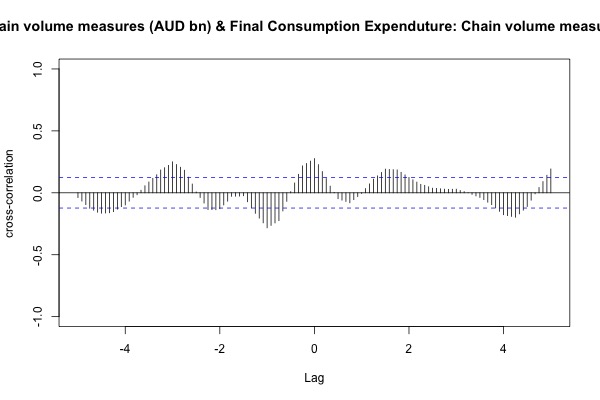 ain volume measures (AUD bn) & Final Consumption Expenduture: Chain volume measu
1.0
0.5
0.0
-0.5
-1.0
cross-correlation
-4 -2 0 2 4
Lag